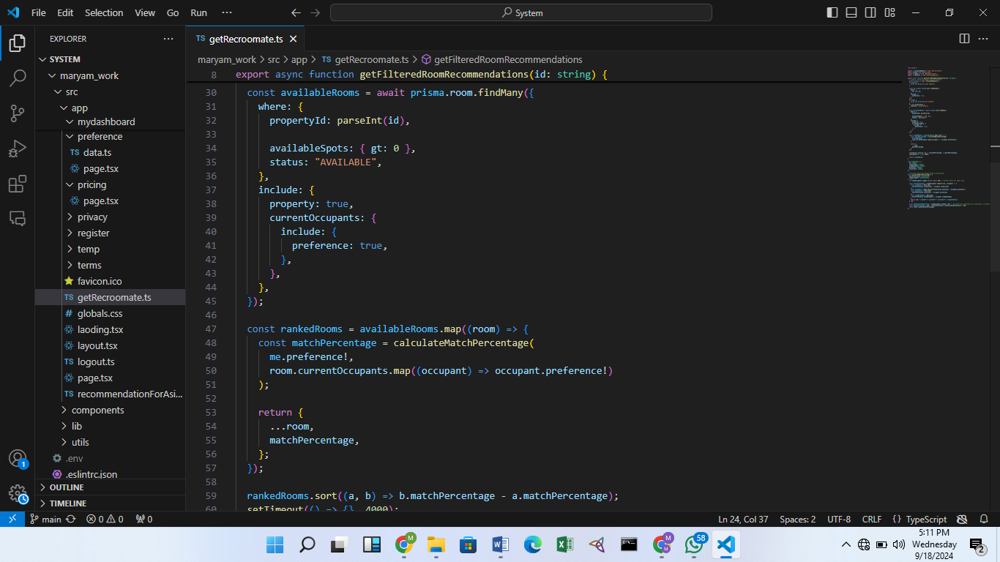 File Edit Selection View Go Run ··· System
EXPLORER ···
SYSTEM
maryam_work
src
app
mydashboard
preference
TS data.ts
page.tsx
pricing
page.tsx
privacy
register
temp
terms
favicon.ico
TS getRecroomate.ts
# globals.css
laoding.tsx
layout.tsx
TS logout.ts
page.tsx
TS recommendationForAsi...
components
lib
utils
.env
.eslintrc.json
OUTLINE
TIMELINE
TS getRecroomate.ts
maryam_work > src > app > TS getRecroomate.ts > getFilteredRoomRecommendations
8 export async function getFilteredRoomRecommendations(id: string) {
30 const availableRooms = await prisma.room.findMany({
31 where: {
32 propertyId: parseInt(id),
33
34 availableSpots: { gt: 0 },
35 status: "AVAILABLE",
36 },
37 include: {
38 property: true,
39 currentOccupants: {
40 include: {
41 preference: true,
42 },
43 },
44 },
45 });
46
47 const rankedRooms = availableRooms.map((room) => {
48 const matchPercentage = calculateMatchPercentage(
49 me.preference!,
50 room.currentOccupants.map((occupant) => occupant.preference!)
51 );
52
53 return {
54 ...room,
55 matchPercentage,
56 };
57 });
58
59 rankedRooms.sort((a, b) => b.matchPercentage - a.matchPercentage);
60 setTimeout(() => {}, 4000);
1
main 0 0 0 Ln 24, Col 37 Spaces: 2 UTF-8 CRLF {} TypeScript
M M 58
5:11 PM
Wednesday
9/18/2024
2